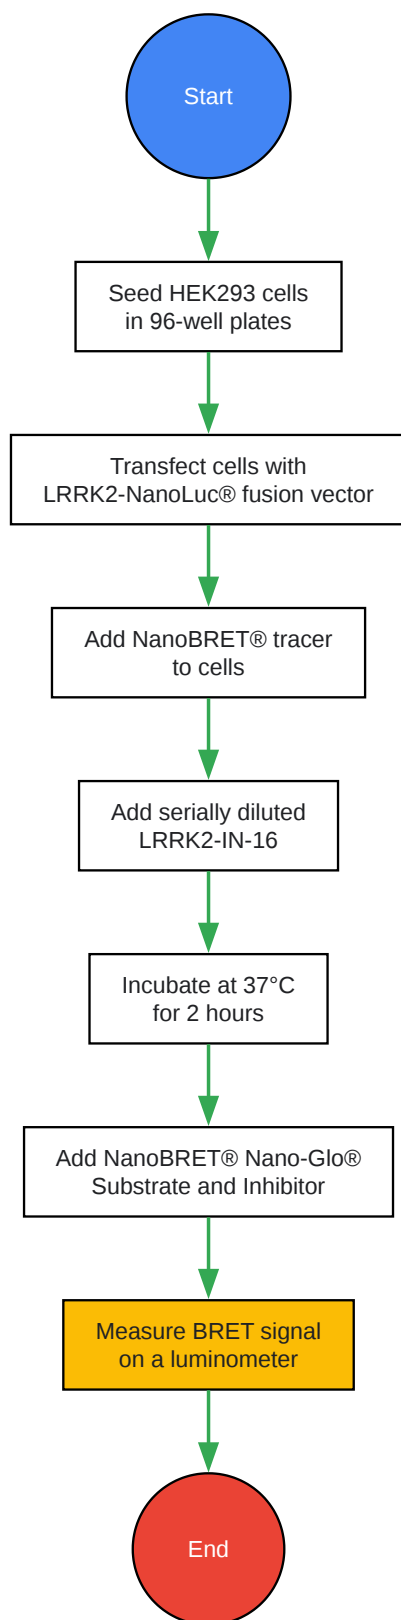 Start
Seed HEK293 cells
in 96-well plates
Transfect cells with
LRRK2-NanoLuc® fusion vector
Add NanoBRET® tracer
to cells
Add serially diluted
LRRK2-IN-16
Incubate at 37°C
for 2 hours
Add NanoBRET® Nano-Glo®
Substrate and Inhibitor
Measure BRET signal
on a luminometer
End